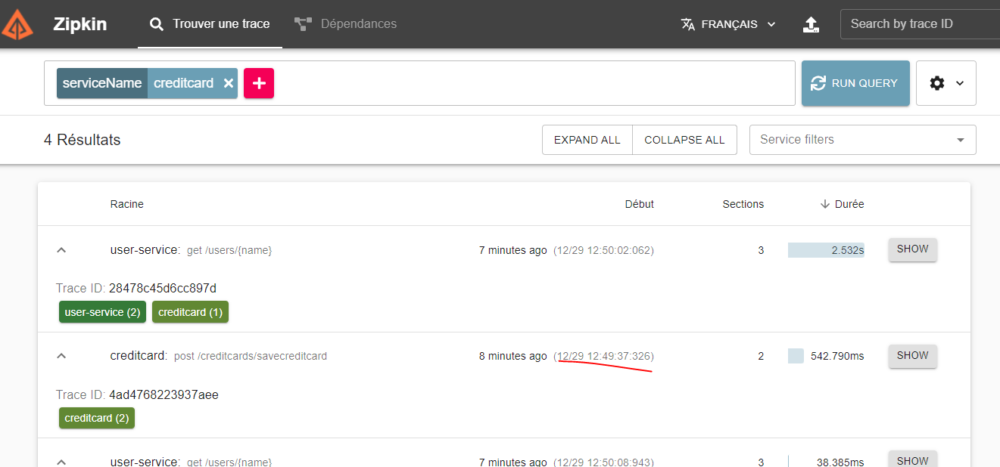 Zipkin Trouver une trace Dépendances FRANÇAIS Search by trace ID
serviceName creditcard × + RUN QUERY
4 Résultats EXPAND ALL COLLAPSE ALL Service filters
Racine Début Sections Durée
user-service: get /users/{name} 7 minutes ago (12/29 12:50:02:062) 3 2.532s SHOW
Trace ID: 28478c45d6cc897d
user-service (2) creditcard (1)
creditcard: post /creditcards/savecreditcard 8 minutes ago (12/29 12:49:37:326) 2 542.790ms SHOW
Trace ID: 4ad4768223937aee
creditcard (2)
user-service: get /users/{name} 7 minutes ago (12/29 12:50:08:943) 3 38.385ms SHOW